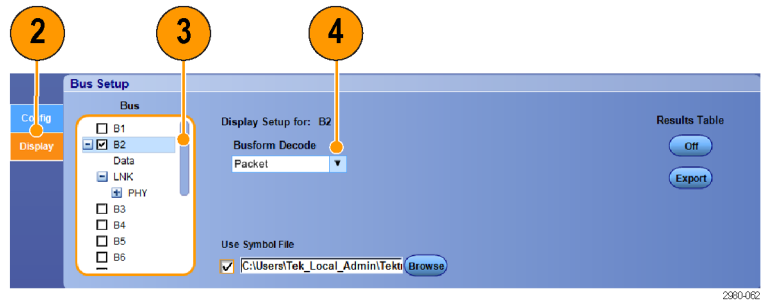 2
3
4
Bus Setup
Config
Display
Bus
B1
B2
Data
LNK
PHY
B3
B4
B5
B6
Display Setup for: B2
Busform Decode
Packet
Use Symbol File
C:\Users\Tek_Local_Admin\Tektr
Browse
Results Table
Off
Export
2980-062